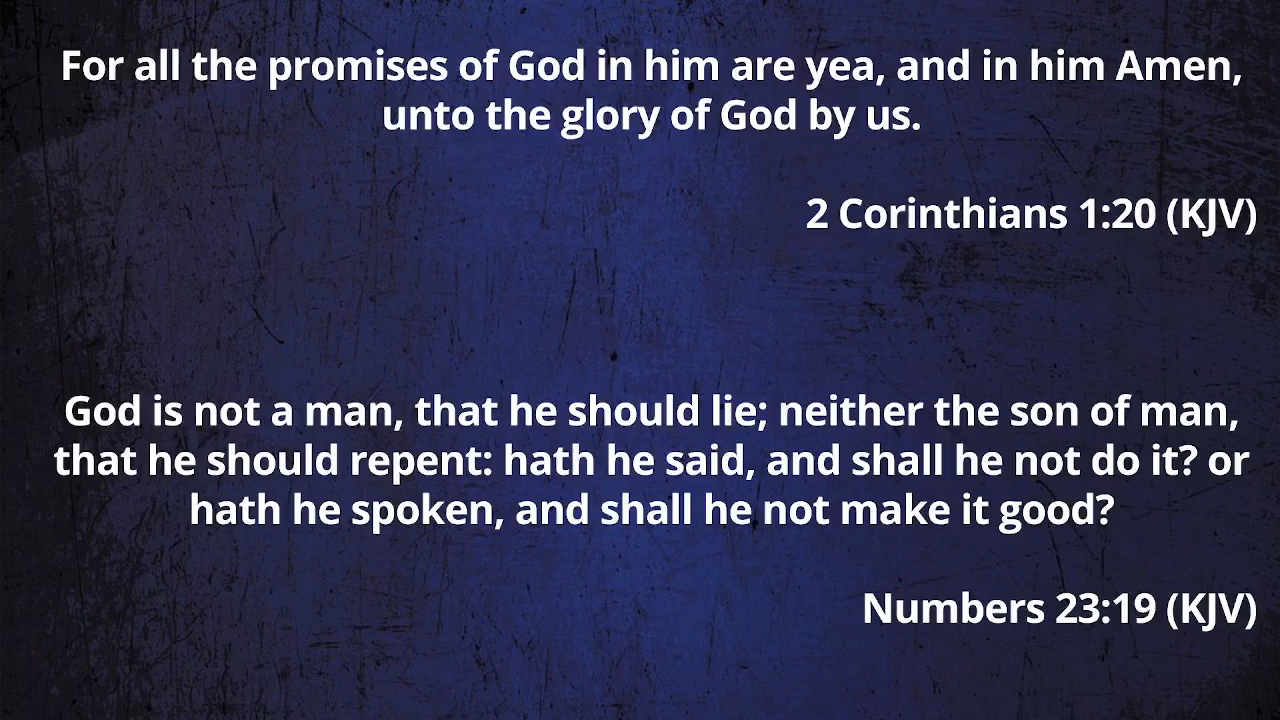 For all the promises of God in him are yea, and in him Amen,
unto the glory of God by us.
2 Corinthians 1:20 (KJV)
God is not a man, that he should lie; neither the son of man,
that he should repent: hath he said, and shall he not do it? or
hath he spoken, and shall he not make it good?
Numbers 23:19 (KJV)